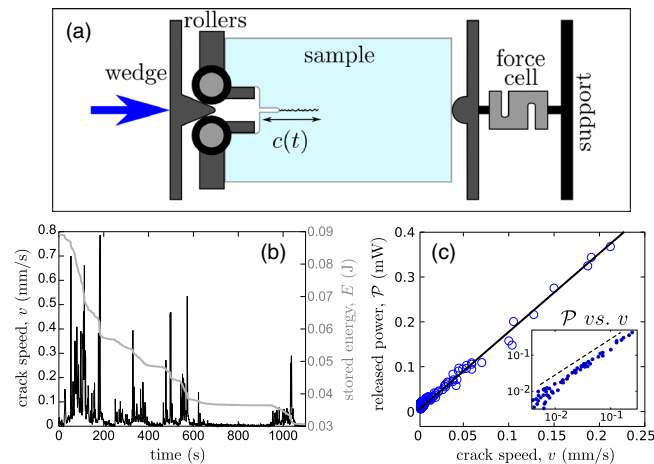 (a)
rollers
wedge
sample
force
cell
support
c(t)
(b)
0.8
0.7
0.6
0.5
0.4
0.3
0.2
0.1
0
crack speed, v (mm/s)
0.09
0.08
0.07
0.06
0.05
0.04
0.03
stored energy, E (J)
0 200 400 600 800 1000
time (s)
(c)
0.4
0.3
0.2
0.1
0
released power, 𝒫 (mW)
𝒫 vs. v
10⁻¹
10⁻²
10⁻² 10⁻¹
0 0.05 0.10 0.15 0.2 0.25
crack speed, v (mm/s)